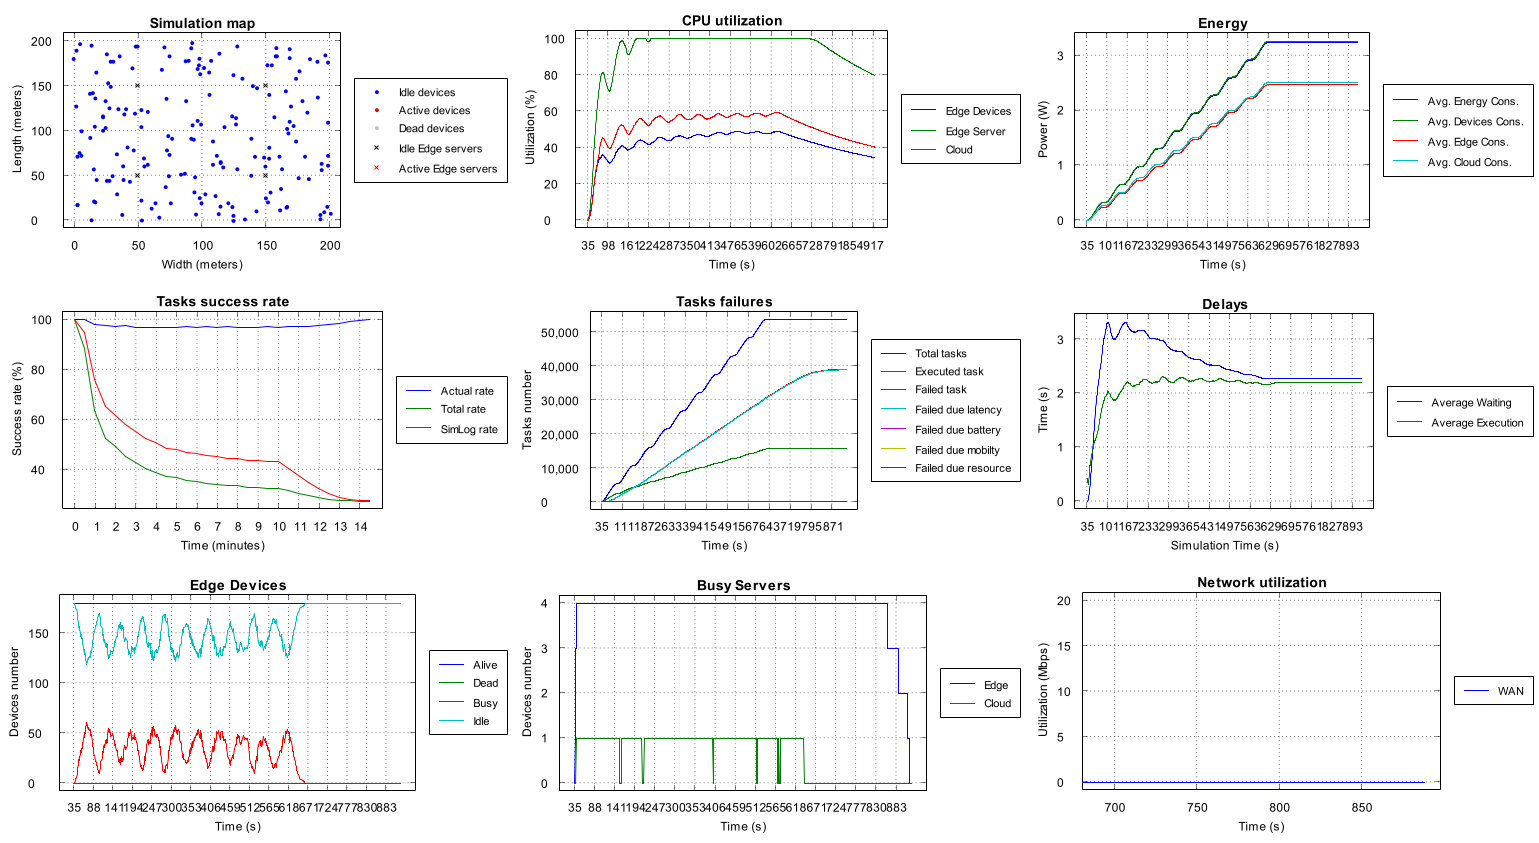 Simulation map
Length (meters)
200
150
100
50
0
0 50 100 150 200
Width (meters)
Idle devices
Active devices
Dead devices
Idle Edge servers
Active Edge servers
CPU utilization
Utilization (%)
100
80
60
40
20
0
Time (s)
Edge Devices
Edge Server
Cloud
Energy
Power (W)
3
2
1
0
Time (s)
Avg. Energy Cons.
Avg. Devices Cons.
Avg. Edge Cons.
Avg. Cloud Cons.
Tasks success rate
Success rate (%)
100
80
60
40
0 1 2 3 4 5 6 7 8 9 10 11 12 13 14
Time (minutes)
Actual rate
Total rate
SimLog rate
Tasks failures
Tasks number
50,000
40,000
30,000
20,000
10,000
0
Time (s)
Total tasks
Executed task
Failed task
Failed due latency
Failed due battery
Failed due mobilty
Failed due resource
Delays
Time (s)
3
2
1
0
Simulation Time (s)
Average Waiting
Average Execution
Edge Devices
Devices number
150
100
50
0
Time (s)
Alive
Dead
Busy
Idle
Busy Servers
Devices number
4
3
2
1
0
Time (s)
Edge
Cloud
Network utilization
Utilization (Mbps)
20
15
10
5
0
700 750 800 850
Time (s)
WAN